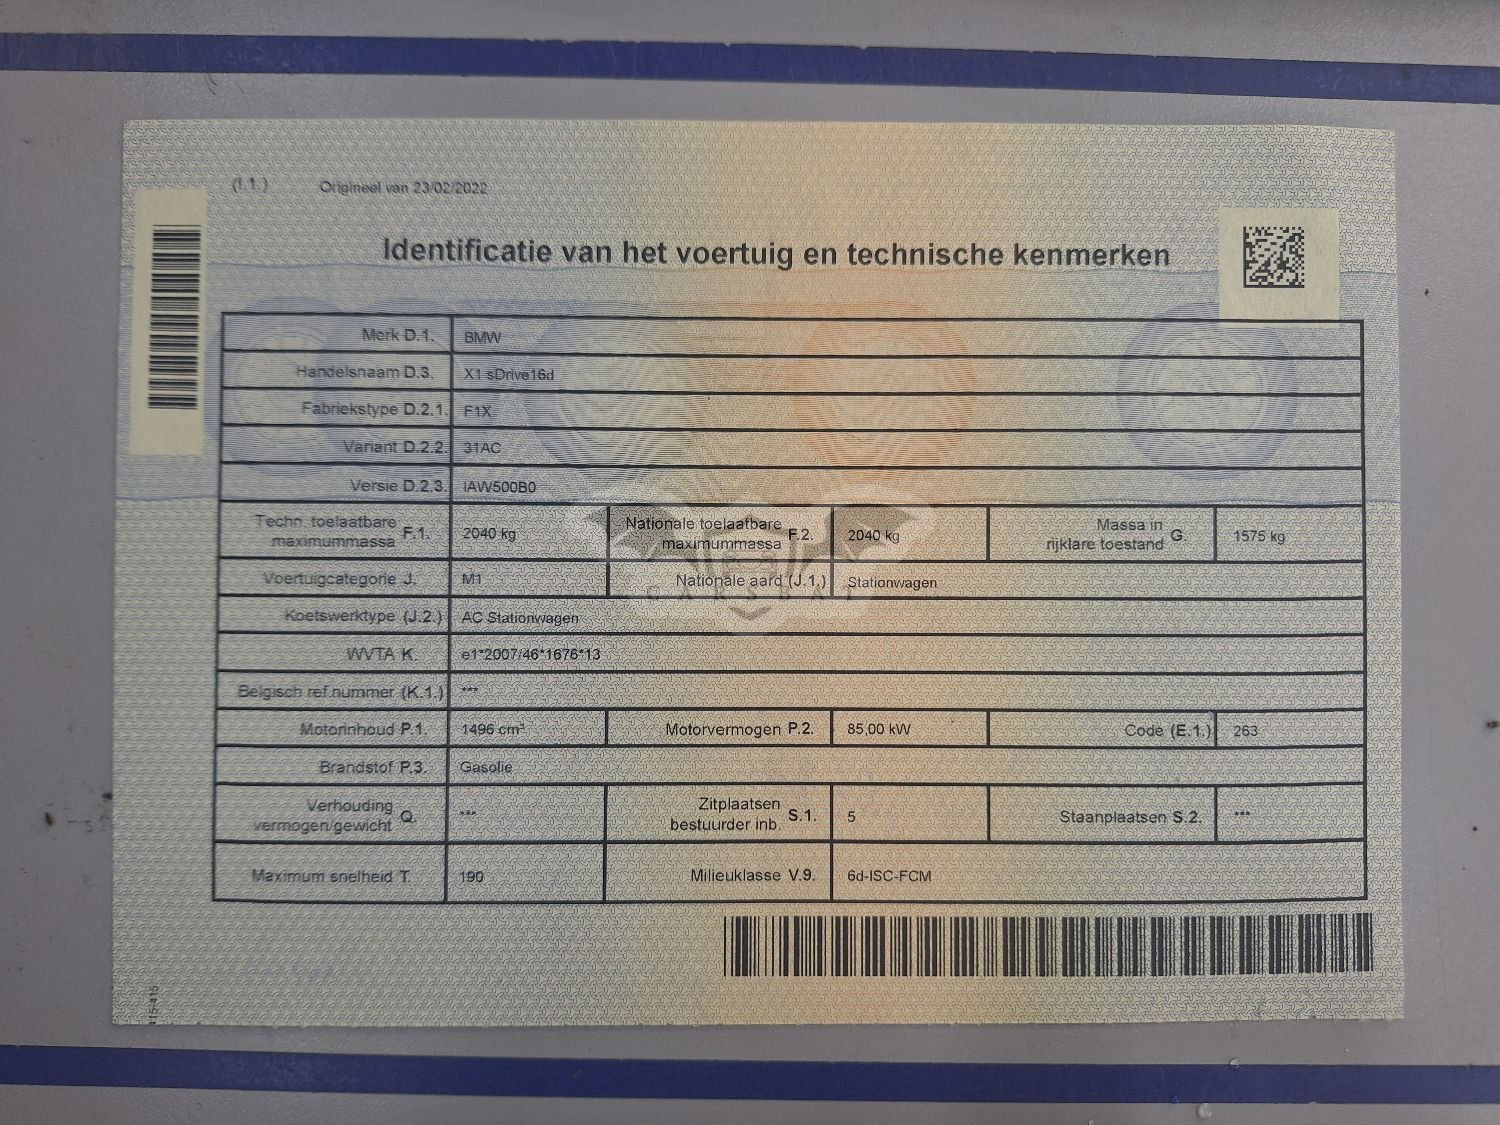 (I.1.) Origineel van 23/02/2022
Identificatie van het voertuig en technische kenmerken
Merk D.1. BMW
Handelsnaam D.3. X1 sDrive16d
Fabriekstype D.2.1. F1X
Variant D.2.2. 31AC
Versie D.2.3. IAW500B0
Techn. toelaatbare maximummassa F.1. 2040 kg Nationale toelaatbare maximummassa F.2. 2040 kg Massa in rijklare toestand G. 1575 kg
Voertuigcategorie J. M1 Nationale aard (J.1.) Stationwagen
CARSBAT
Koetswerktype (J.2.) AC Stationwagen
WVTA K. e1*2007/46*1676*13
Belgisch ref.nummer (K.1.) ***
Motorinhoud P.1. 1496 cm³ Motorvermogen P.2. 85,00 kW Code (E.1.) 263
Brandstof P.3. Gasolie
Verhouding vermogen/gewicht Q. *** Zitplaatsen bestuurder inb. S.1. 5 Staanplaatsen S.2. ***
Maximum snelheid T. 190 Milieuklasse V.9. 6d-ISC-FCM
115-415